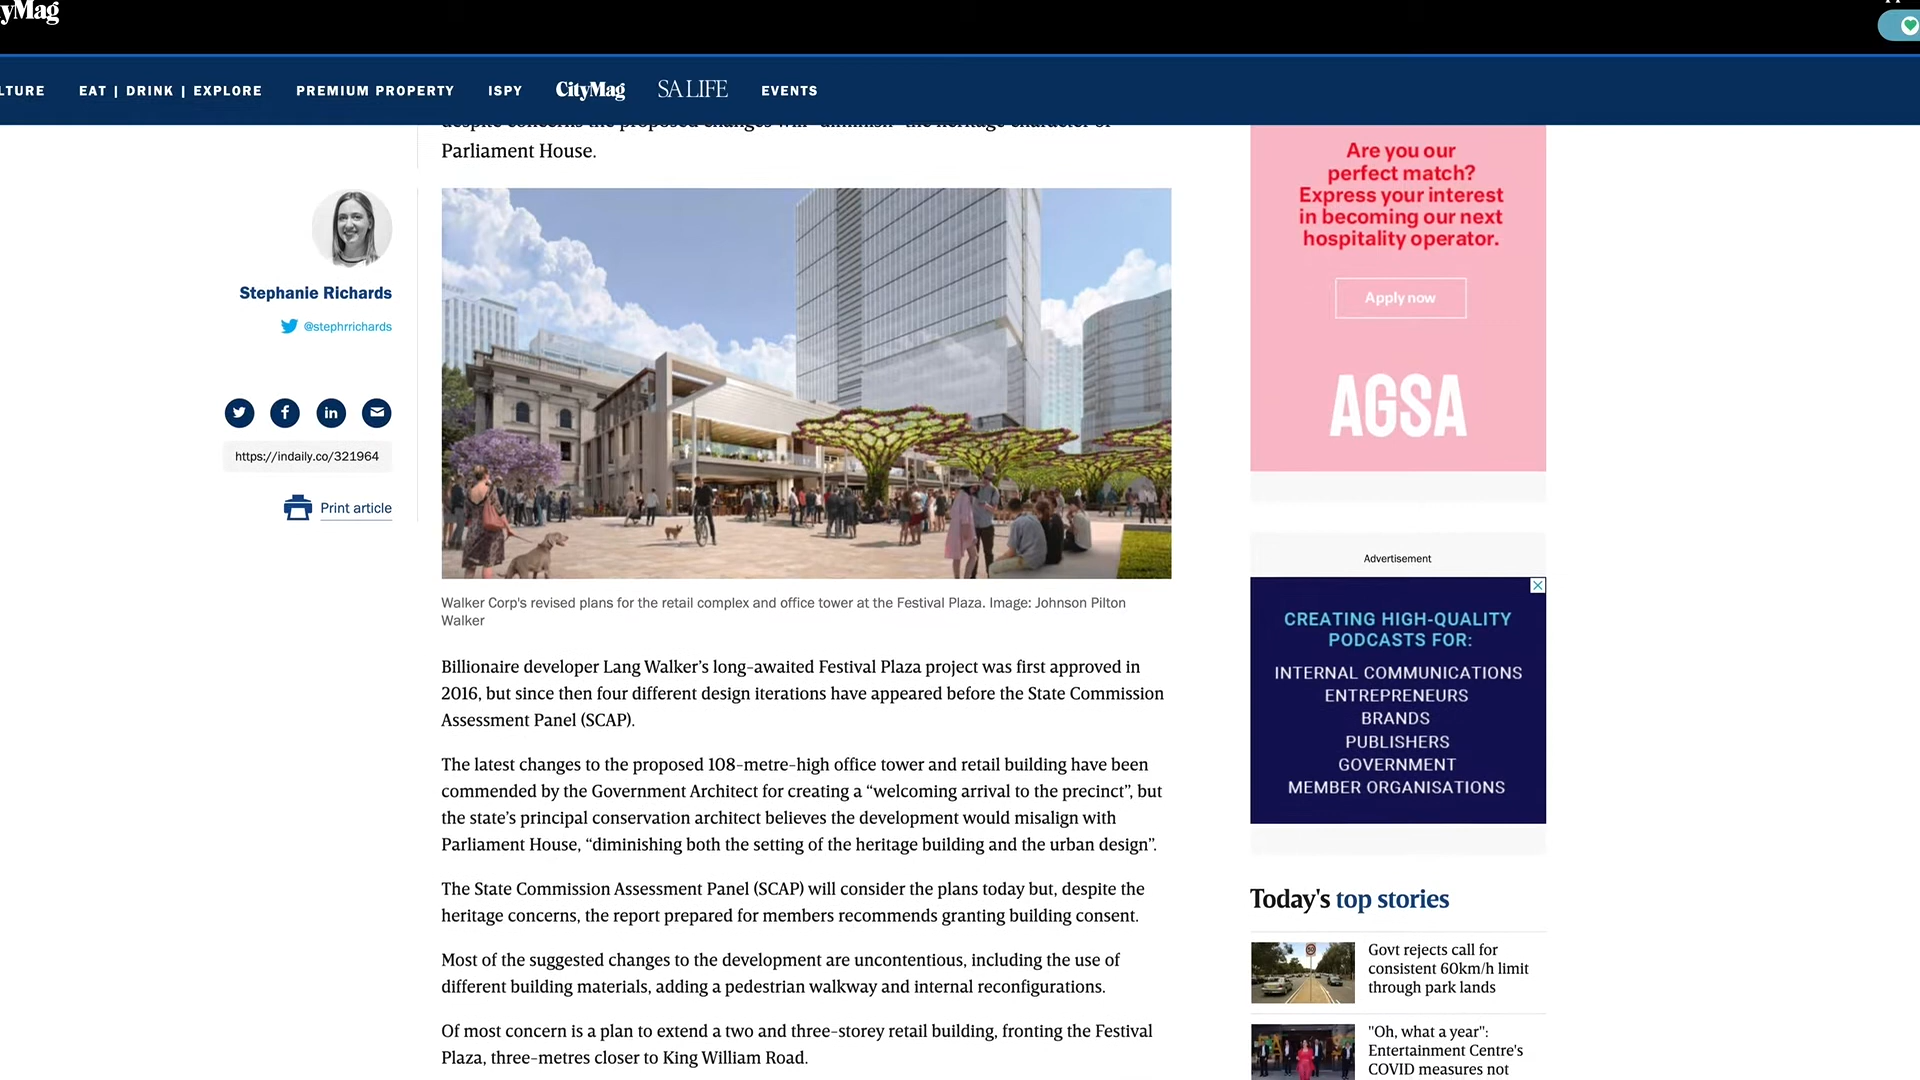 yMag
LTURE
EAT | DRINK | EXPLORE
PREMIUM PROPERTY
ISPY
CityMag
SALIFE
EVENTS
despite concerns the proposed changes will "diminish" the heritage character of
Parliament House.
Stephanie Richards
@stephrrichards
https://indaily.co/321964
Print article
Walker Corp's revised plans for the retail complex and office tower at the Festival Plaza. Image: Johnson Pilton
Walker
Billionaire developer Lang Walker’s long-awaited Festival Plaza project was first approved in
2016, but since then four different design iterations have appeared before the State Commission
Assessment Panel (SCAP).
The latest changes to the proposed 108-metre-high office tower and retail building have been
commended by the Government Architect for creating a “welcoming arrival to the precinct”, but
the state’s principal conservation architect believes the development would misalign with
Parliament House, “diminishing both the setting of the heritage building and the urban design”.
The State Commission Assessment Panel (SCAP) will consider the plans today but, despite the
heritage concerns, the report prepared for members recommends granting building consent.
Most of the suggested changes to the development are uncontentious, including the use of
different building materials, adding a pedestrian walkway and internal reconfigurations.
Of most concern is a plan to extend a two and three-storey retail building, fronting the Festival
Plaza, three-metres closer to King William Road.
Are you our
perfect match?
Express your interest
in becoming our next
hospitality operator.
Apply now
AGSA
Advertisement
CREATING HIGH-QUALITY
PODCASTS FOR:
INTERNAL COMMUNICATIONS
ENTREPRENEURS
BRANDS
PUBLISHERS
GOVERNMENT
MEMBER ORGANISATIONS
Today's top stories
Govt rejects call for
consistent 60km/h limit
through park lands
"Oh, what a year":
Entertainment Centre's
COVID measures not